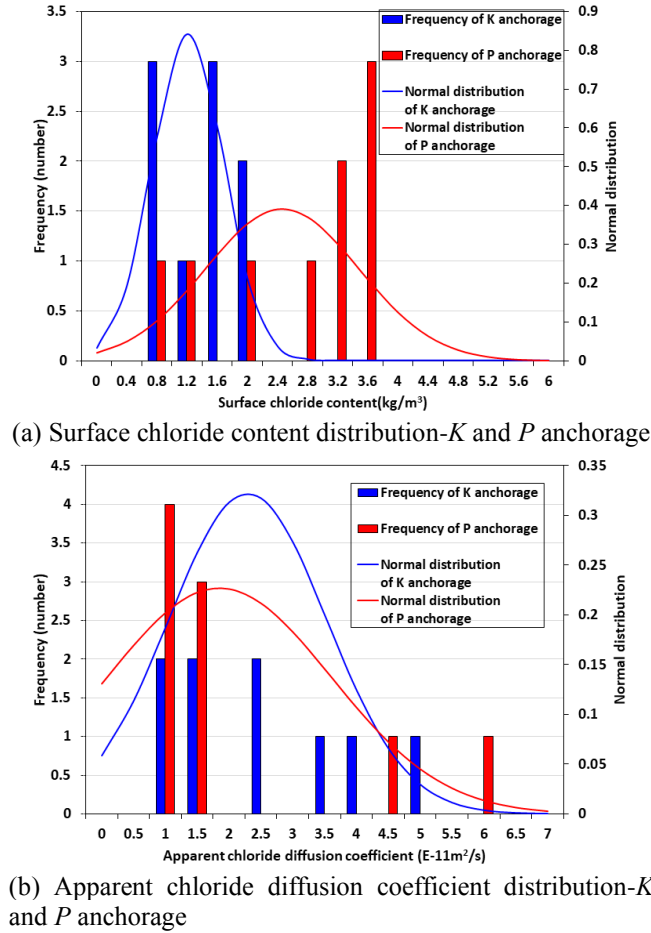 3.5
3
2.5
2
1.5
1
0.5
0
Frequency (number)
0.9
0.8
0.7
0.6
0.5
0.4
0.3
0.2
0.1
0
Normal distribution
Frequency of K anchorage
Frequency of P anchorage
Normal distribution
of K anchorage
Normal distribution
of P anchorage
0 0.4 0.8 1.2 1.6 2 2.4 2.8 3.2 3.6 4 4.4 4.8 5.2 5.6 6
Surface chloride content(kg/m³)
(a) Surface chloride content distribution-K and P anchorage
4.5
4
3.5
3
2.5
2
1.5
1
0.5
0
Frequency (number)
0.35
0.3
0.25
0.2
0.15
0.1
0.05
0
Normal distribution
Frequency of K anchorage
Frequency of P anchorage
Normal distribution
of K anchorage
Normal distribution
of P anchorage
0 0.5 1 1.5 2 2.5 3 3.5 4 4.5 5 5.5 6 6.5 7
Apparent chloride diffusion coefficient (E-11m²/s)
(b) Apparent chloride diffusion coefficient distribution-K
and P anchorage